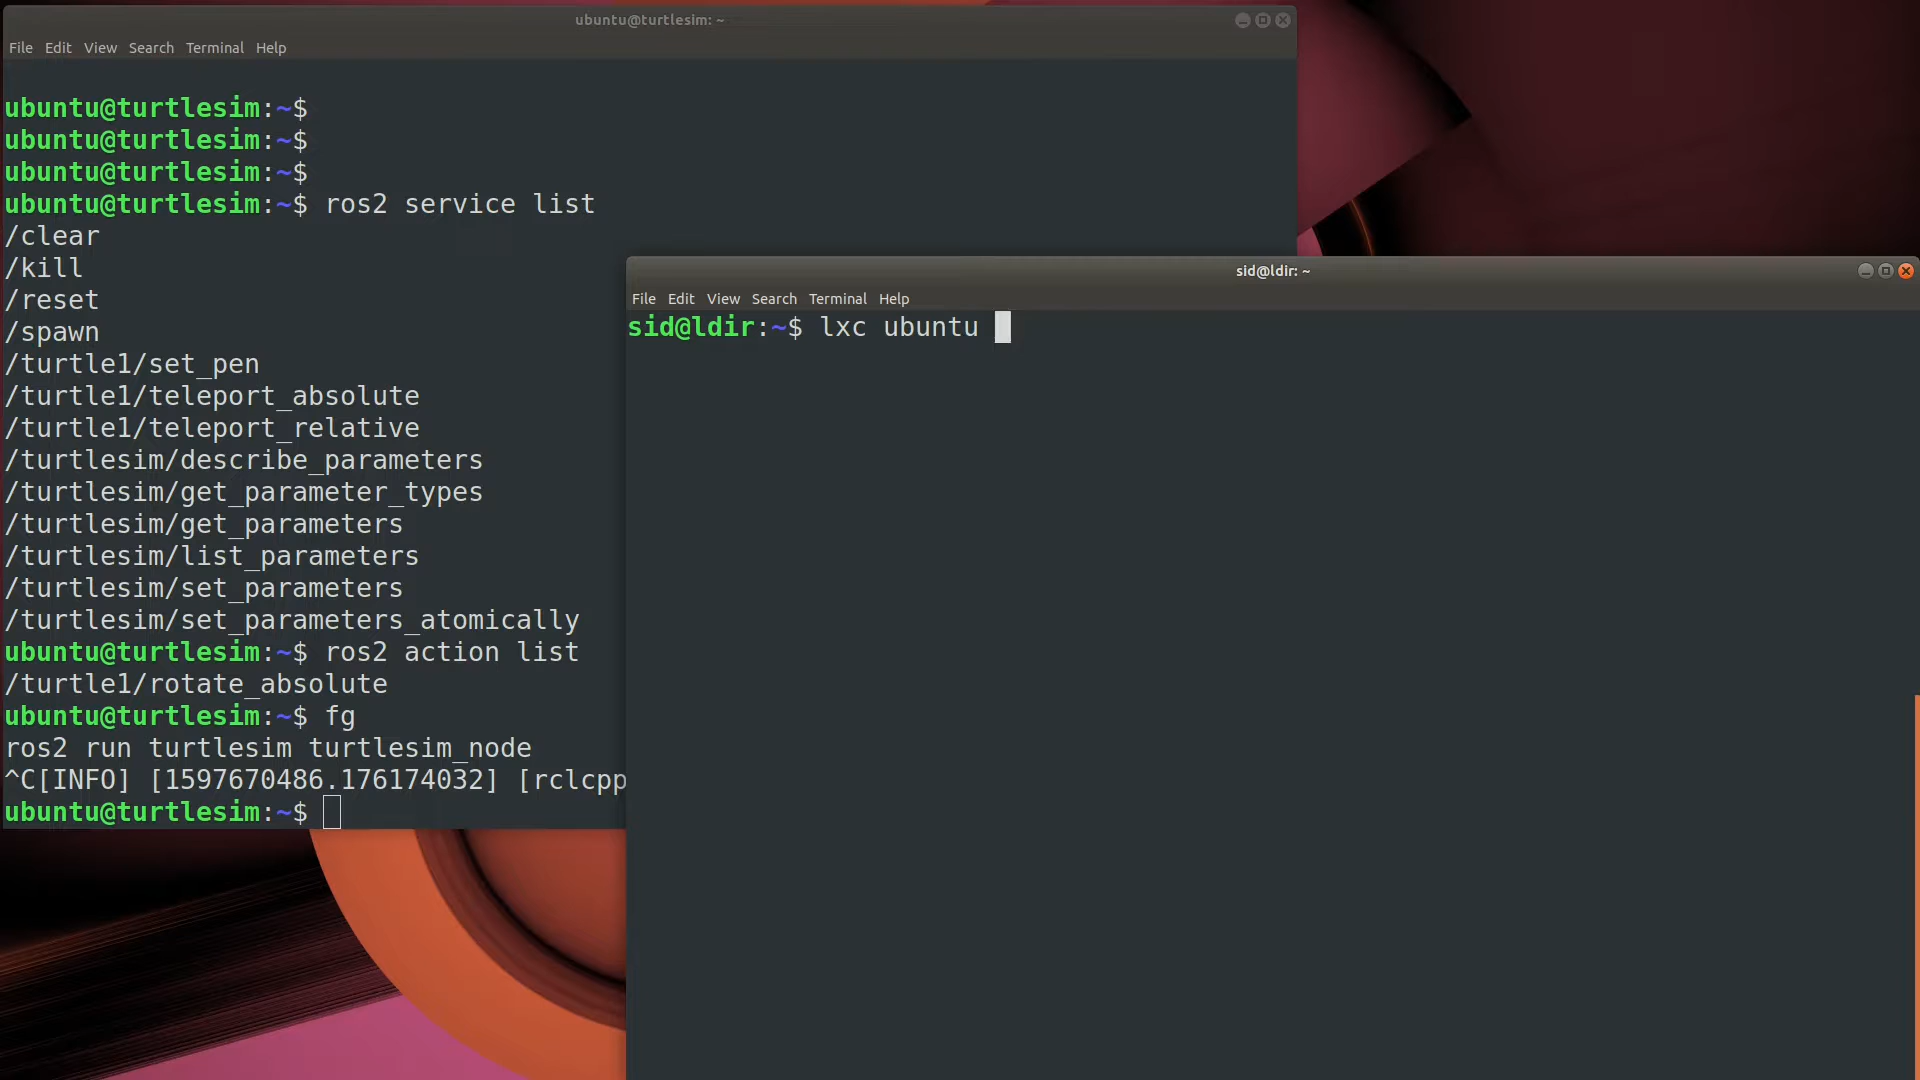 ubuntu@turtlesim: ~
File Edit View Search Terminal Help
ubuntu@turtlesim:~$
ubuntu@turtlesim:~$
ubuntu@turtlesim:~$
ubuntu@turtlesim:~$ ros2 service list
/clear
/kill
/reset
/spawn
/turtle1/set_pen
/turtle1/teleport_absolute
/turtle1/teleport_relative
/turtlesim/describe_parameters
/turtlesim/get_parameter_types
/turtlesim/get_parameters
/turtlesim/list_parameters
/turtlesim/set_parameters
/turtlesim/set_parameters_atomically
ubuntu@turtlesim:~$ ros2 action list
/turtle1/rotate_absolute
ubuntu@turtlesim:~$ fg
ros2 run turtlesim turtlesim_node
^C[INFO] [1597670486.176174032] [rclcpp
ubuntu@turtlesim:~$
sid@ldir: ~
File Edit View Search Terminal Help
sid@ldir:~$ lxc ubuntu